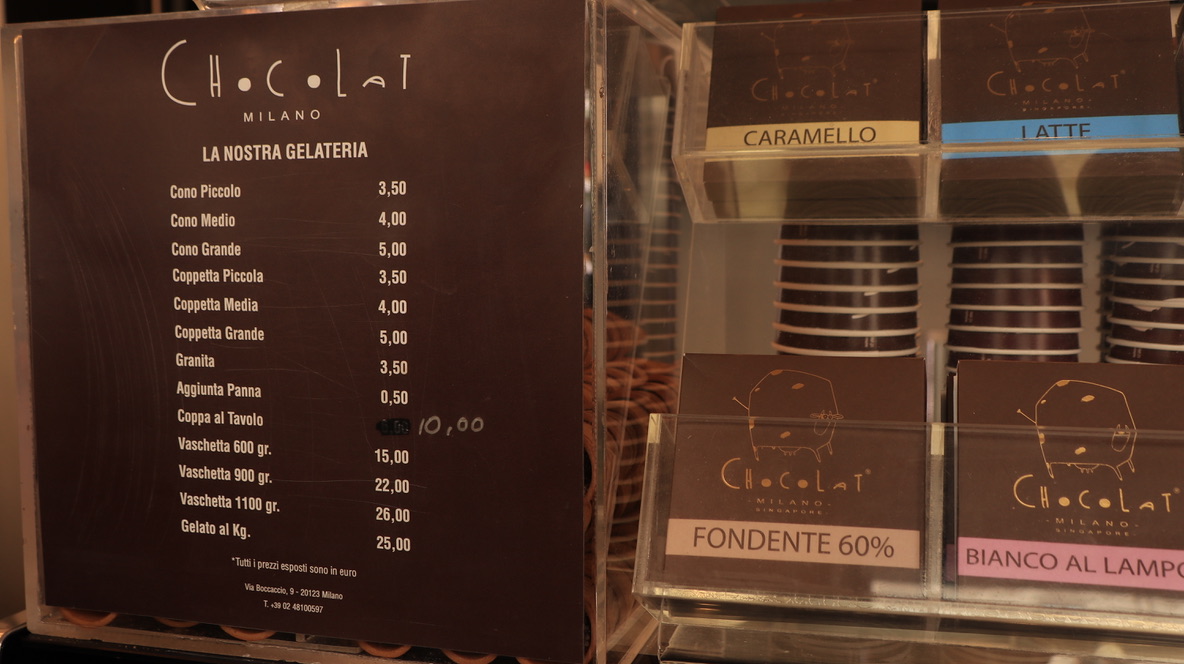 CHOCOLAT
MILANO
LA NOSTRA GELATERIA
Cono Piccolo 3,50
Cono Medio 4,00
Cono Grande 5,00
Coppetta Piccola 3,50
Coppetta Media 4,00
Coppetta Grande 5,00
Granita 3,50
Aggiunta Panna 0,50
Coppa al Tavolo 10,00
Vaschetta 600 gr. 15,00
Vaschetta 900 gr. 22,00
Vaschetta 1100 gr. 26,00
Gelato al Kg. 25,00
*Tutti i prezzi esposti sono in euro
Via Boccaccio, 9 - 20123 Milano
T. +39 02 48100597
CHOCOLAT®
-MILANO-
CARAMELLO
CHOCOLAT®
-MILANO-
SINGAPORE
LATTE
CHOCOLAT®
-MILANO-
SINGAPORE
FONDENTE 60%
CHOCOLAT®
-MILANO-
SINGAPORE
BIANCO AL LAMPO